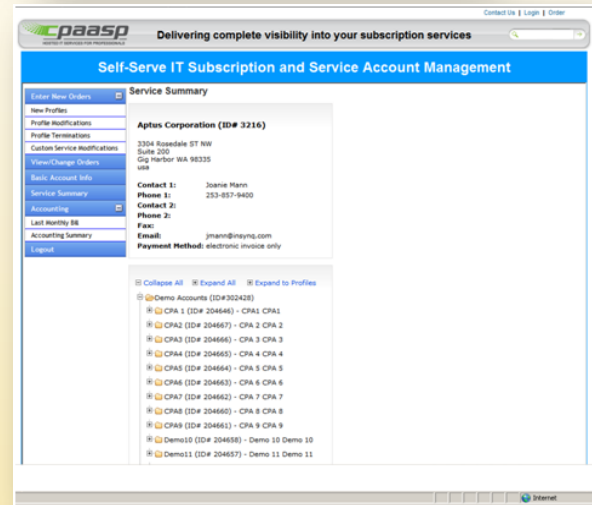 Contact Us | Login | Order
cpaasp
HOSTED IT SERVICES FOR PROFESSIONALS
Delivering complete visibility into your subscription services
Self-Serve IT Subscription and Service Account Management
Enter New Orders
New Profiles
Profile Modifications
Profile Terminations
Custom Service Modifications
View/Change Orders
Basic Account Info
Service Summary
Accounting
Last Monthly Bill
Accounting Summary
Logout
Service Summary
Aptus Corporation (ID# 3216)
3304 Rosedale ST NW
Suite 200
Gig Harbor WA 98335
usa
Contact 1: Joanie Mann
Phone 1: 253-857-9400
Contact 2:
Phone 2:
Fax:
Email: jmann@insynq.com
Payment Method: electronic invoice only
Collapse All Expand All Expand to Profiles
Demo Accounts (ID#302428)
CPA 1 (ID# 204646) - CPA1 CPA1
CPA2 (ID# 204667) - CPA 2 CPA 2
CPA3 (ID# 204666) - CPA 3 CPA 3
CPA4 (ID# 204665) - CPA 4 CPA 4
CPA5 (ID# 204664) - CPA 5 CPA 5
CPA6 (ID# 204663) - CPA 6 CPA 6
CPA7 (ID# 204662) - CPA 7 CPA 7
CPA8 (ID# 204660) - CPA 8 CPA 8
CPA9 (ID# 204661) - CPA 9 CPA 9
Demo10 (ID# 204658) - Demo 10 Demo 10
Demo11 (ID# 204657) - Demo 11 Demo 11
Internet